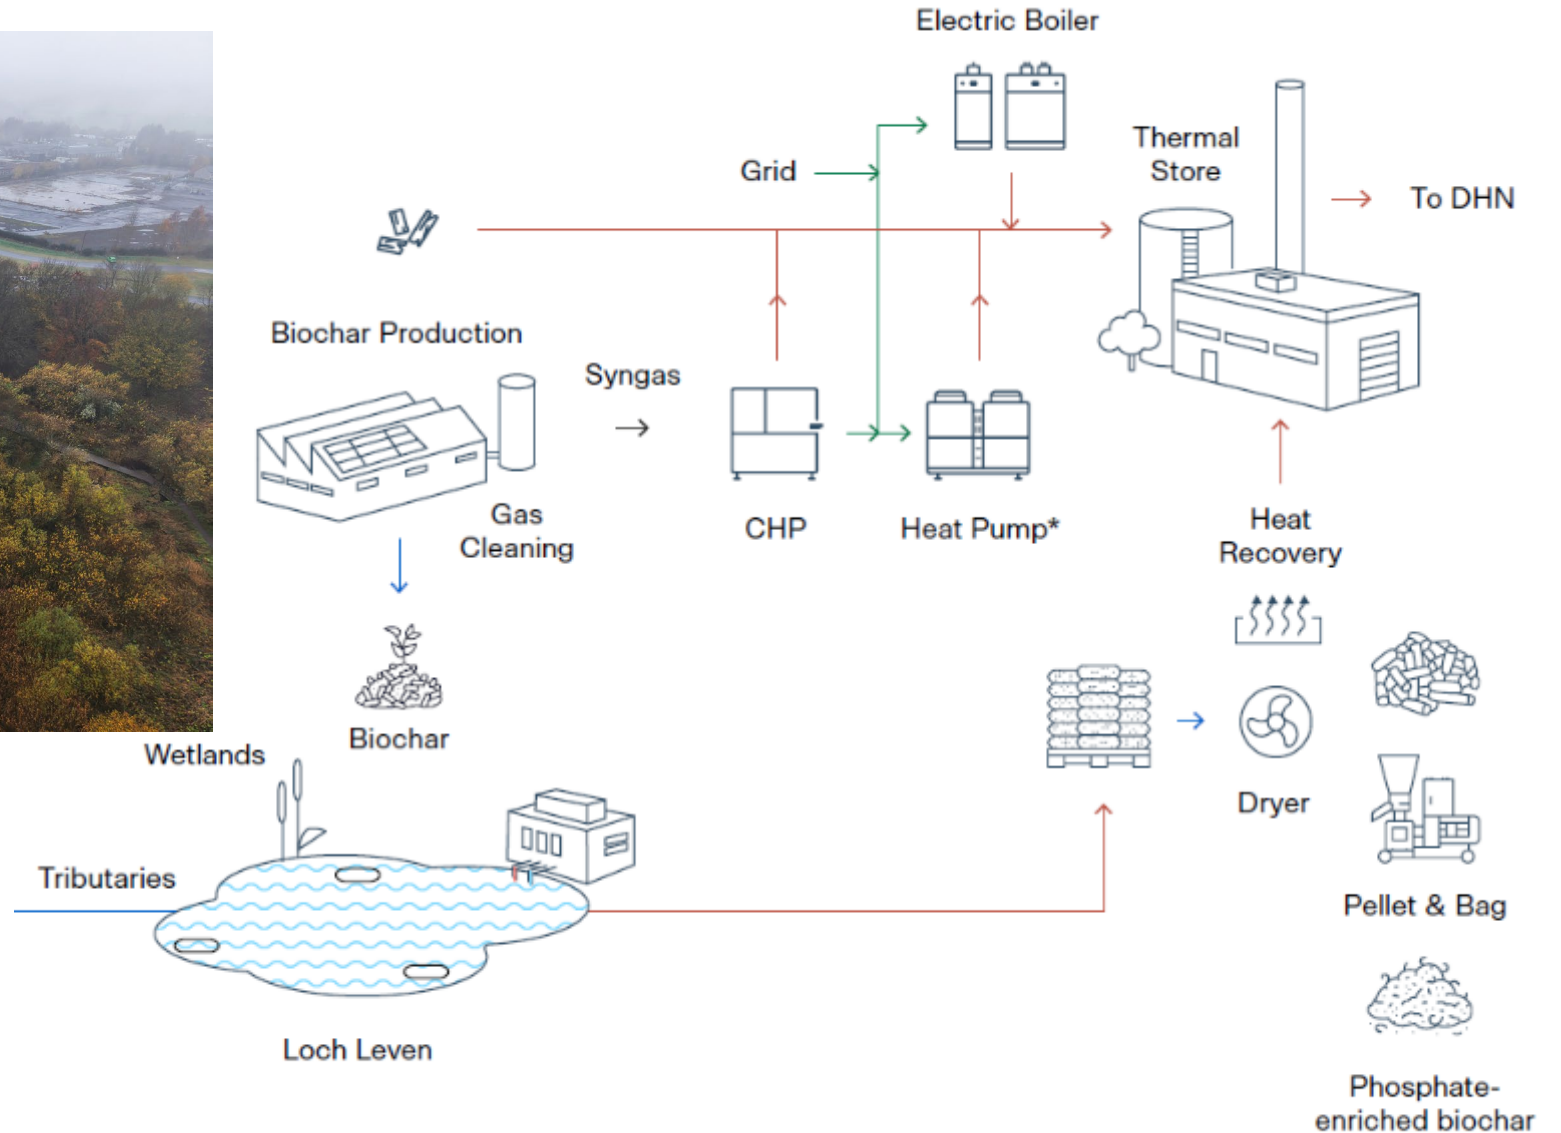 Electric Boiler
Thermal
Store
Grid
To DHN
Biochar Production
Syngas
Gas
Cleaning
CHP
Heat Pump*
Heat
Recovery
Biochar
Wetlands
Dryer
Tributaries
Pellet & Bag
Loch Leven
Phosphate-
enriched biochar